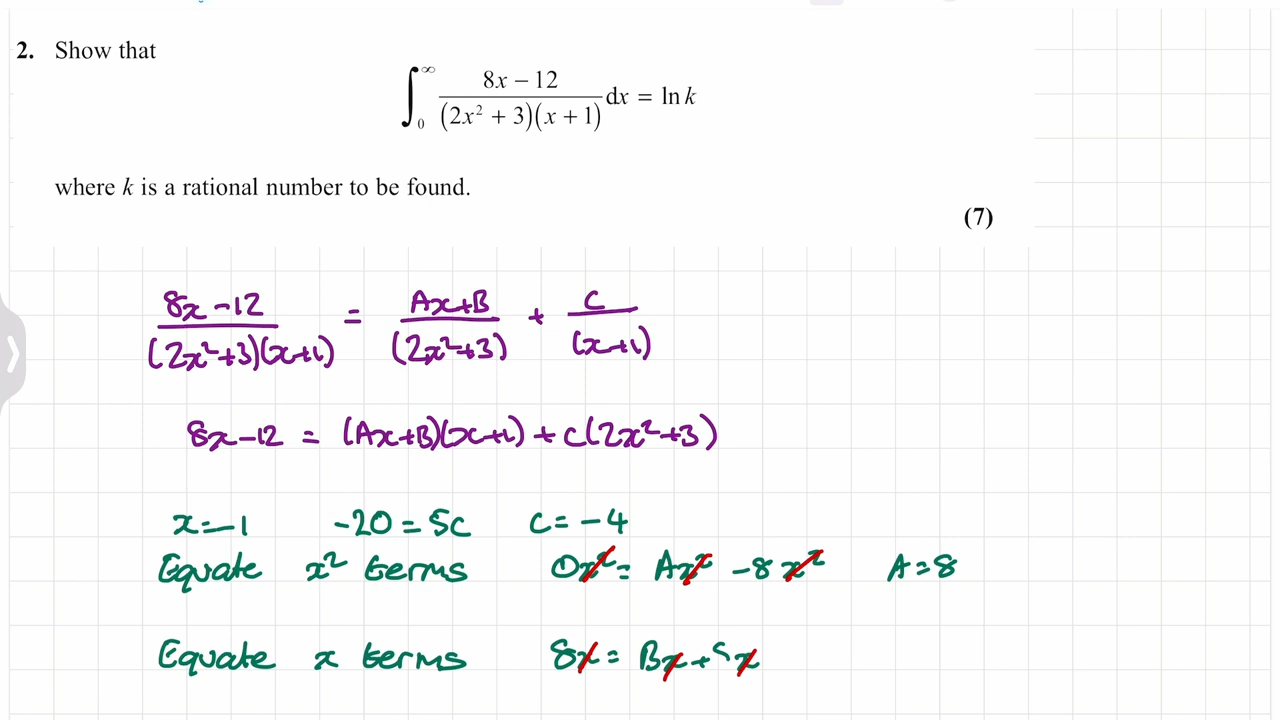 2. Show that
∫₀^∞ (8x − 12)/((2x² + 3)(x + 1)) dx = ln k
where k is a rational number to be found.
(7)
(8x −12)/((2x²+3)(x+1)) = (Ax+B)/(2x²+3) + C/(x+1)
8x−12 = (Ax+B)(x+1) + C(2x²+3)
x=−1 −20=5C C=−4
Equate x² terms 0x² = Ax² −8x² A=8
Equate x terms 8x = Bx +